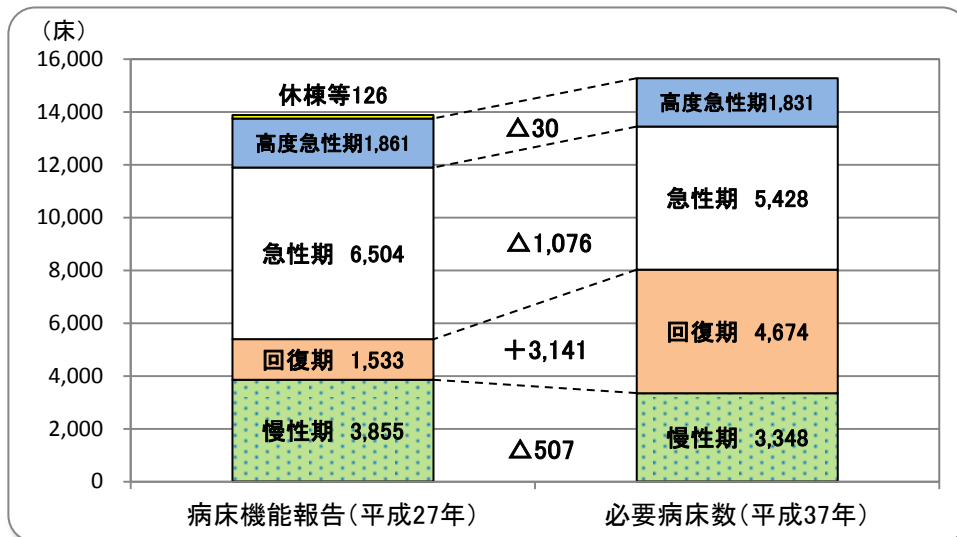 （床）
16,000
14,000
12,000
10,000
8,000
6,000
4,000
2,000
0
休棟等126
高度急性期1,861
急性期 6,504
回復期 1,533
慢性期 3,855
△30
△1,076
＋3,141
△507
高度急性期1,831
急性期 5,428
回復期 4,674
慢性期 3,348
病床機能報告（平成27年）
必要病床数（平成37年）